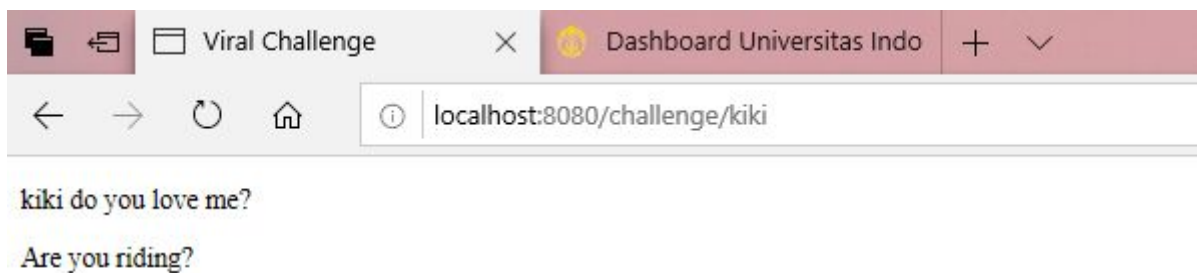 Viral Challenge
Dashboard Universitas Indo
localhost:8080/challenge/kiki
kiki do you love me?
Are you riding?